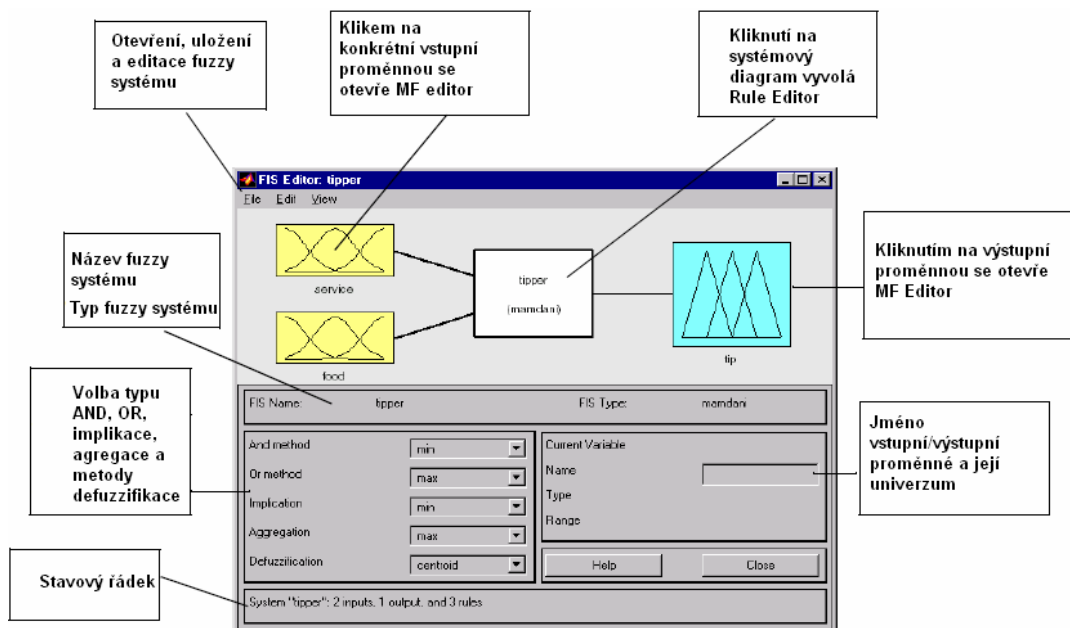 Otevření, uložení
a editace fuzzy
systému
Klikem na
konkrétní vstupní
proměnnou se
otevře MF editor
Kliknutí na
systémový
diagram vyvolá
Rule Editor
FIS Editor: tipper
File Edit View
service
food
tipper
(mamdani)
tip
Kliknutím na výstupní
proměnnou se otevře
MF Editor
Název fuzzy
systému
Typ fuzzy systému
FIS Name: tipper FIS Type: mamdani
Volba typu
AND, OR,
implikace,
agregace a
metody
defuzzifikace
And method min
Or method max
Implication min
Aggregation max
Defuzzification centroid
Current Variable
Name
Type
Range
Jméno
vstupní/výstupní
proměnné a její
univerzum
Help Close
Stavový řádek
System "tipper": 2 inputs, 1 output, and 3 rules